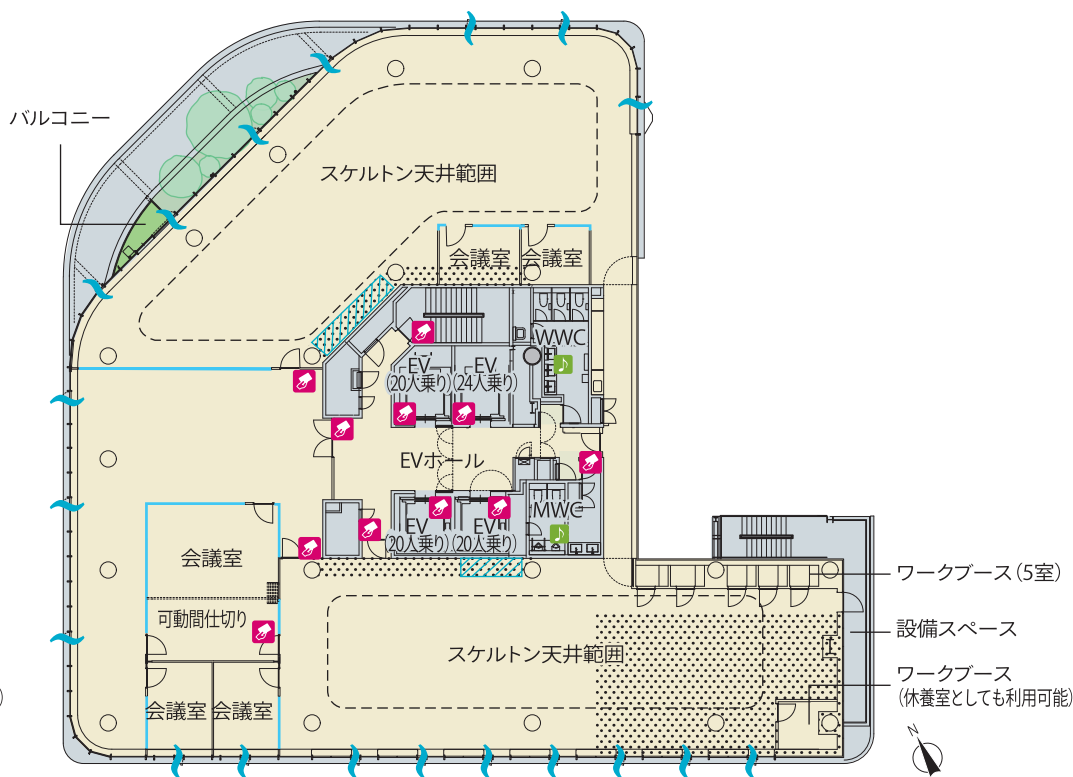 バルコニー
スケルトン天井範囲
会議室
会議室
WWC
EV
(20人乗り)
EV
(24人乗り)
EVホール
EV
(20人乗り)
EV
(20人乗り)
MWC
会議室
可動間仕切り
会議室
会議室
スケルトン天井範囲
ワークブース(5室)
設備スペース
ワークブース
(休養室としても利用可能)
)
N